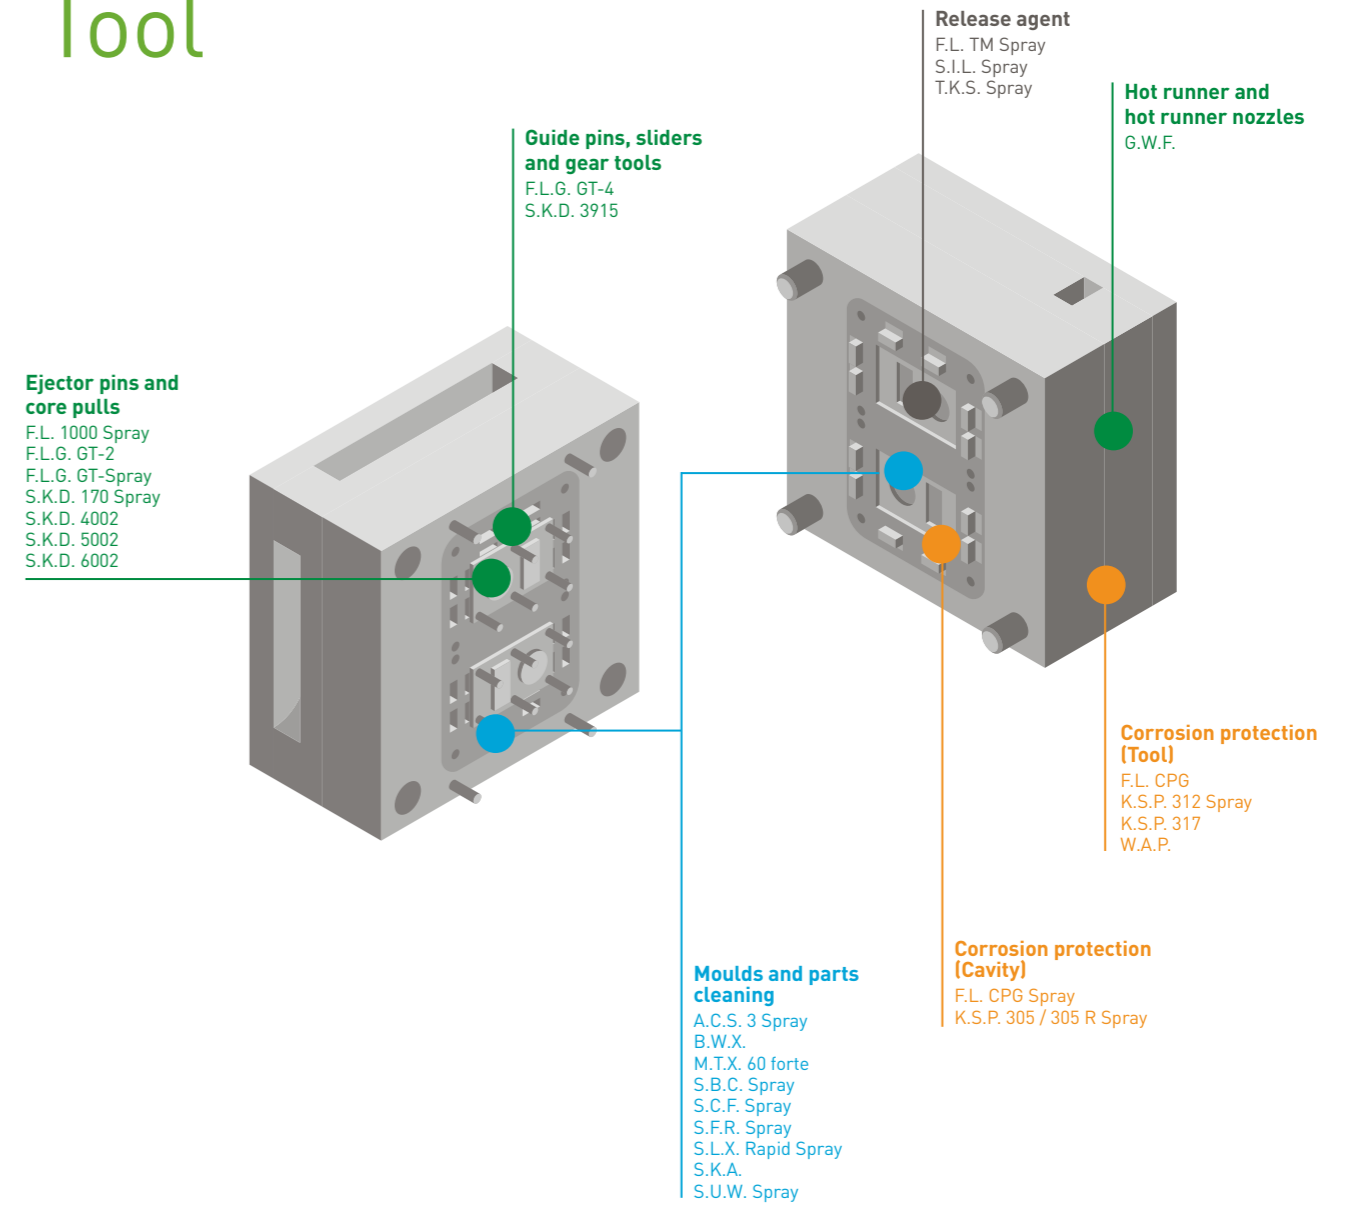 Tool
Release agent
F.L. TM Spray
S.I.L. Spray
T.K.S. Spray
Hot runner and
hot runner nozzles
G.W.F.
Guide pins, sliders
and gear tools
F.L.G. GT-4
S.K.D. 3915
Ejector pins and
core pulls
F.L. 1000 Spray
F.L.G. GT-2
F.L.G. GT-Spray
S.K.D. 170 Spray
S.K.D. 4002
S.K.D. 5002
S.K.D. 6002
Corrosion protection
(Tool)
F.L. CPG
K.S.P. 312 Spray
K.S.P. 317
W.A.P.
Corrosion protection
(Cavity)
F.L. CPG Spray
K.S.P. 305 / 305 R Spray
Moulds and parts
cleaning
A.C.S. 3 Spray
B.W.X.
M.T.X. 60 forte
S.B.C. Spray
S.C.F. Spray
S.F.R. Spray
S.L.X. Rapid Spray
S.K.A.
S.U.W. Spray